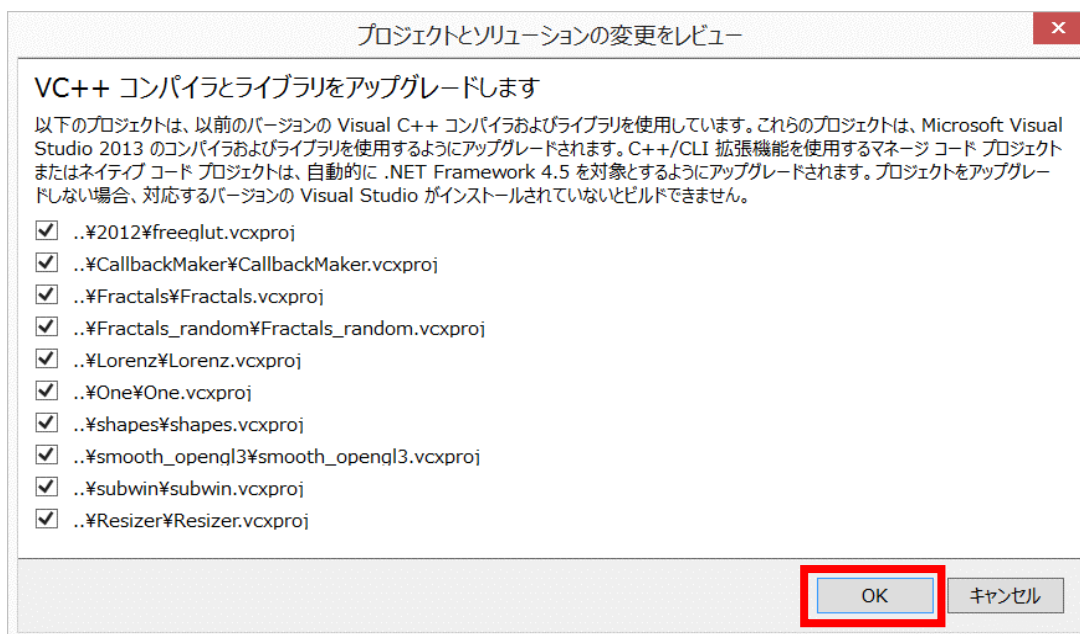 プロジェクトとソリューションの変更をレビュー
VC++ コンパイラとライブラリをアップグレードします
以下のプロジェクトは、以前のバージョンの Visual C++ コンパイラおよびライブラリを使用しています。これらのプロジェクトは、Microsoft Visual
Studio 2013 のコンパイラおよびライブラリを使用するようにアップグレードされます。C++/CLI 拡張機能を使用するマネージ コード プロジェクト
またはネイティブ コード プロジェクトは、自動的に .NET Framework 4.5 を対象とするようにアップグレードされます。プロジェクトをアップグレー
ドしない場合、対応するバージョンの Visual Studio がインストールされていないとビルドできません。
..¥2012¥freeglut.vcxproj
..¥CallbackMaker¥CallbackMaker.vcxproj
..¥Fractals¥Fractals.vcxproj
..¥Fractals_random¥Fractals_random.vcxproj
..¥Lorenz¥Lorenz.vcxproj
..¥One¥One.vcxproj
..¥shapes¥shapes.vcxproj
..¥smooth_opengl3¥smooth_opengl3.vcxproj
..¥subwin¥subwin.vcxproj
..¥Resizer¥Resizer.vcxproj
OK
キャンセル